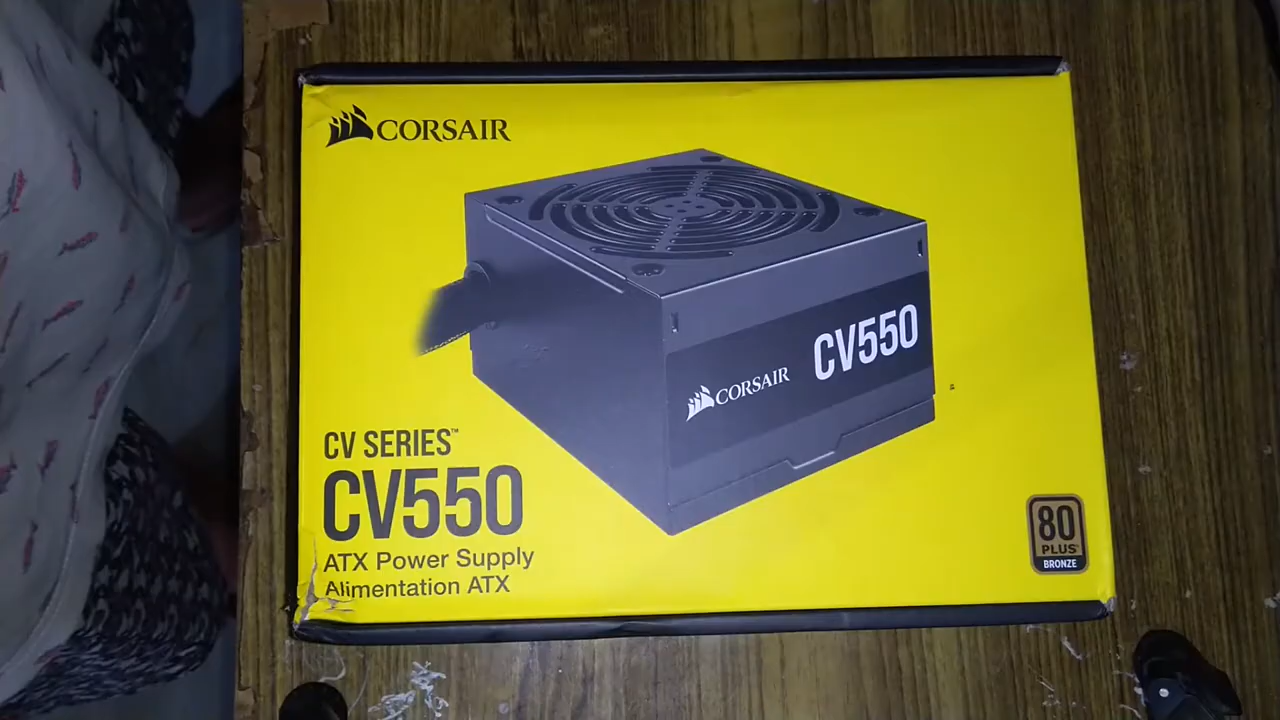 CORSAIR
CORSAIR
CV550
CV SERIES™
CV550
ATX Power Supply
Alimentation ATX
80
PLUS
BRONZE